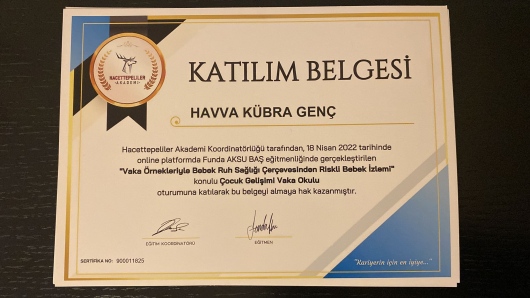 HACETTEPELİLER
AKADEMİ
KATILIM BELGESİ
HAVVA KÜBRA GENÇ
Hacettepeliler Akademi Koordinatörlüğü tarafından, 18 Nisan 2022 tarihinde
online platformda Funda AKSU BAŞ eğitmenliğinde gerçekleştirilen
"Vaka Örnekleriyle Bebek Ruh Sağlığı Çerçevesinden Riskli Bebek İzlemi"
konulu Çocuk Gelişimi Vaka Okulu
oturumuna katılarak bu belgeyi almaya hak kazanmıştır.
EĞİTİM KOORDİNATÖRÜ
EĞİTMEN
SERTİFİKA NO: 900011625
"Kariyerin için en iyiye..."